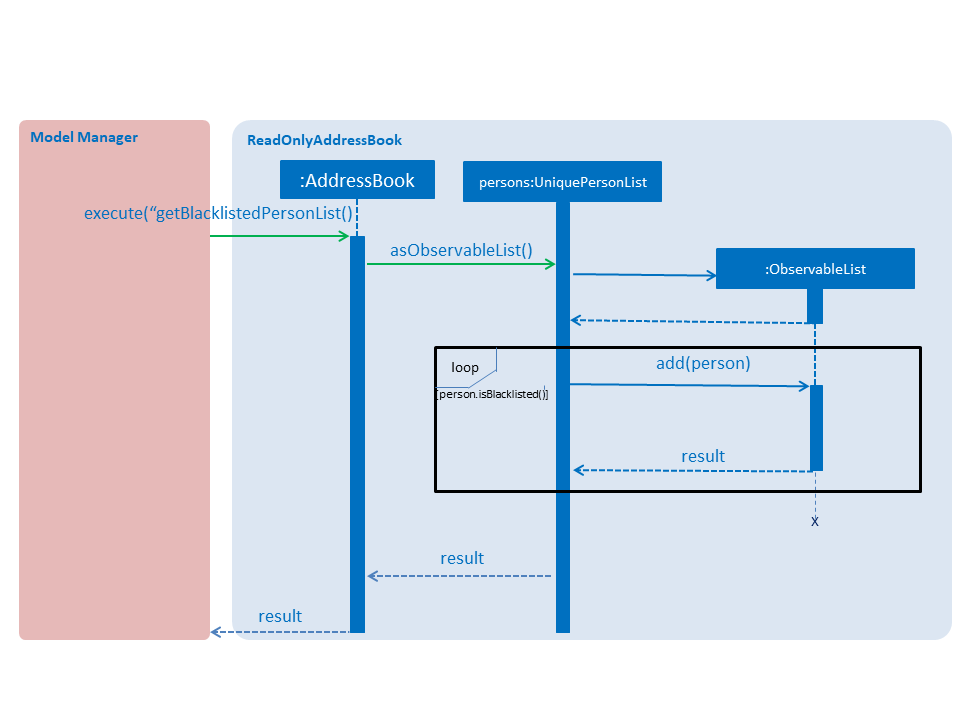 Model Manager
ReadOnlyAddressBook
:AddressBook
persons:UniquePersonList
execute(“getBlacklistedPersonList()
asObservableList()
:ObservableList
loop
add(person)
[person.isBlacklisted()]
result
X
result
result